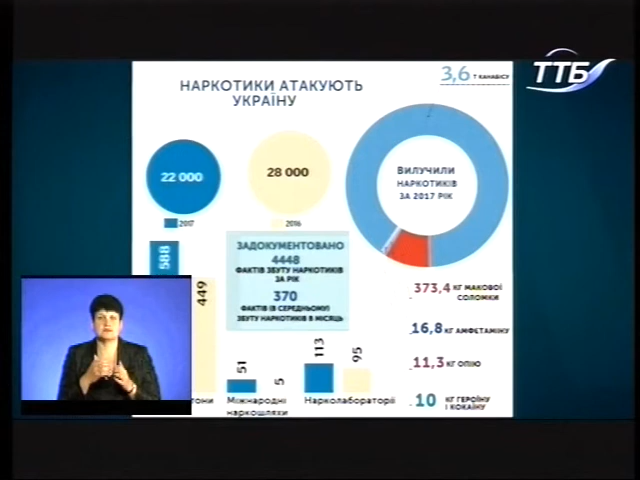 3,6 Т КАНАБІСУ
ТТБ
НАРКОТИКИ АТАКУЮТЬ
УКРАЇНУ
22 000
28 000
2017
2016
ВИЛУЧИЛИ
НАРКОТИКІВ
ЗА 2017 РІК
588
449
ЗАДОКУМЕНТОВАНО
4448
ФАКТІВ ЗБУТУ НАРКОТИКІВ
ЗА РІК
370
ФАКТІВ (В СЕРЕДНЬОМУ)
ЗБУТУ НАРКОТИКІВ В МІСЯЦЬ
373,4 КГ МАКОВОЇ
СОЛОМКИ
16,8 КГ АМФЕТАМІНУ
11,3 КГ ОПІЮ
10 КГ ГЕРОЇНУ
І КОКАЇНУ
51
5
113
95
Міжнародні
наркошляхи
Нарколабораторії